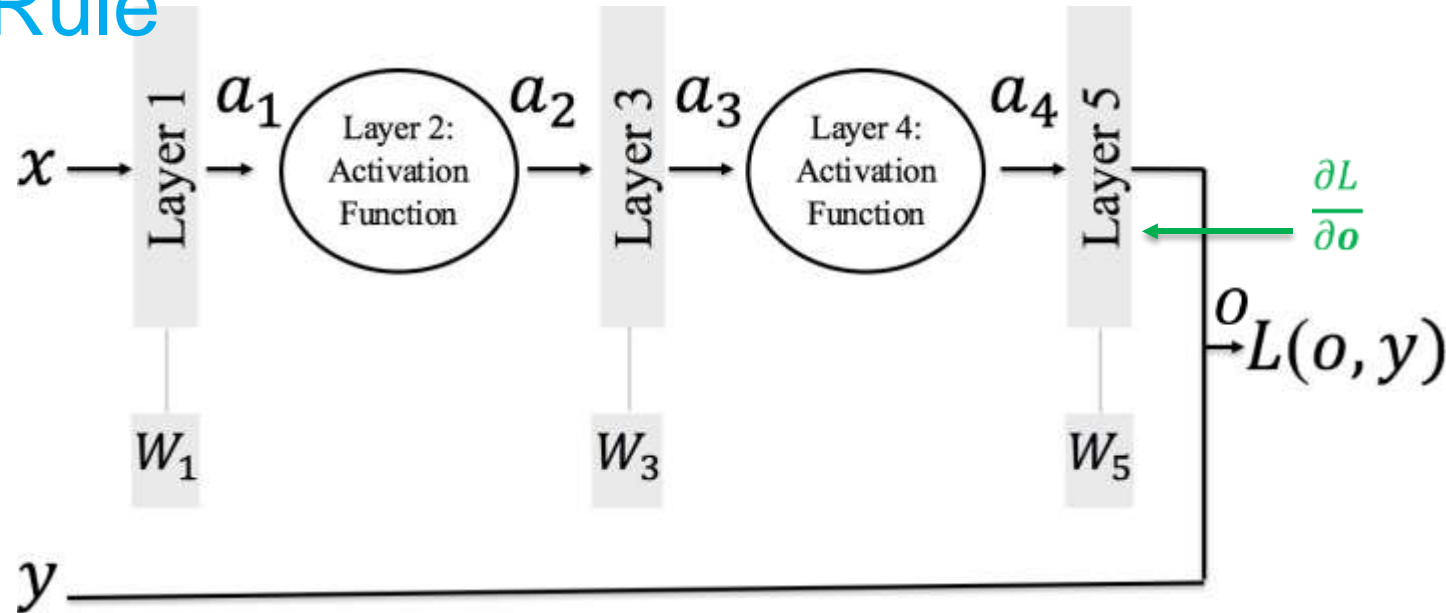 Rule
x
Layer 1
a₁
Layer 2:
Activation
Function
a₂
Layer 3
a₃
Layer 4:
Activation
Function
a₄
Layer 5
∂L
∂o
o
L(o, y)
W₁
W₃
W₅
y